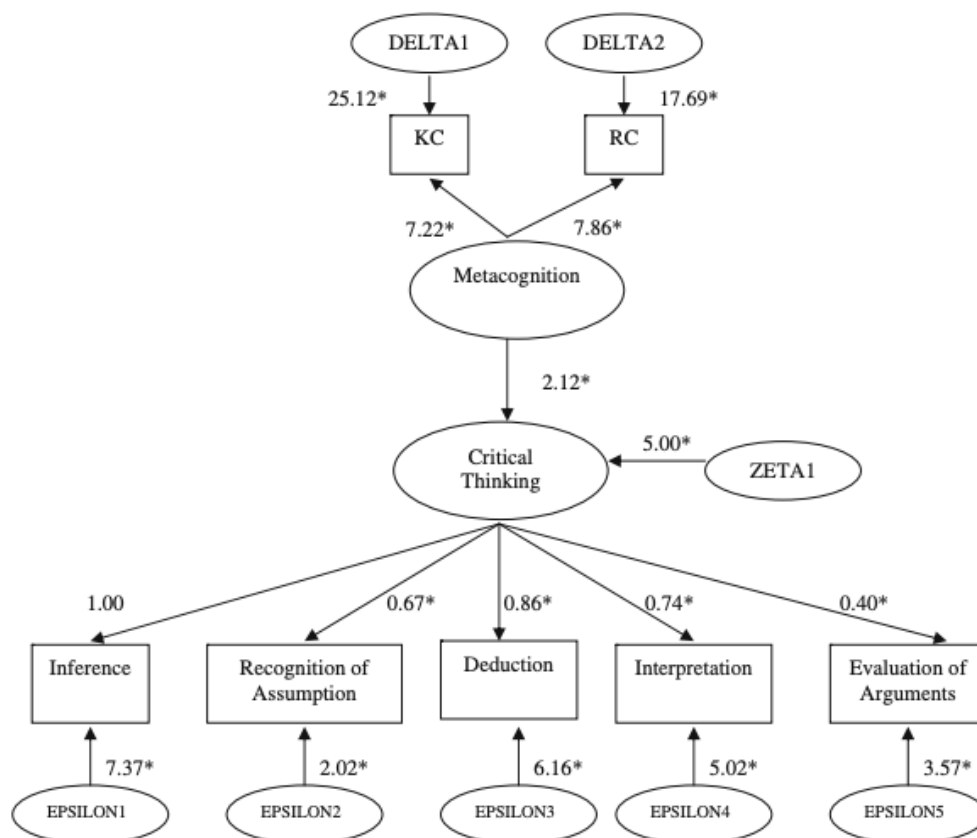 DELTA1 DELTA2
25.12* 17.69*
KC RC
7.22* 7.86*
Metacognition
2.12*
Critical
Thinking
5.00*
ZETA1
1.00 0.67* 0.86* 0.74* 0.40*
Inference
Recognition of
Assumption
Deduction
Interpretation
Evaluation of
Arguments
7.37* 2.02* 6.16* 5.02* 3.57*
EPSILON1 EPSILON2 EPSILON3 EPSILON4 EPSILON5